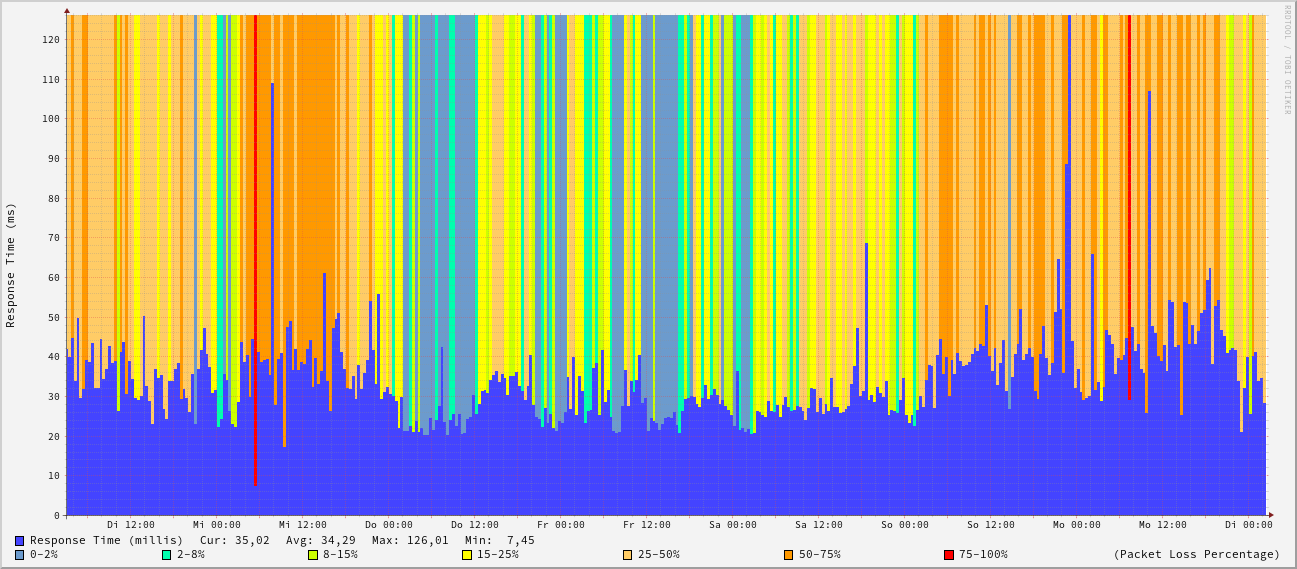 RRDTOOL / TOBI OETIKER
Response Time (ms)
120
110
100
90
80
70
60
50
40
30
20
10
0
Di 12:00 Mi 00:00 Mi 12:00 Do 00:00 Do 12:00 Fr 00:00 Fr 12:00 Sa 00:00 Sa 12:00 So 00:00 So 12:00 Mo 00:00 Mo 12:00 Di 00:00
Response Time (millis) Cur: 35,02 Avg: 34,29 Max: 126,01 Min: 7,45
0-2% 2-8% 8-15% 15-25% 25-50% 50-75% 75-100% (Packet Loss Percentage)